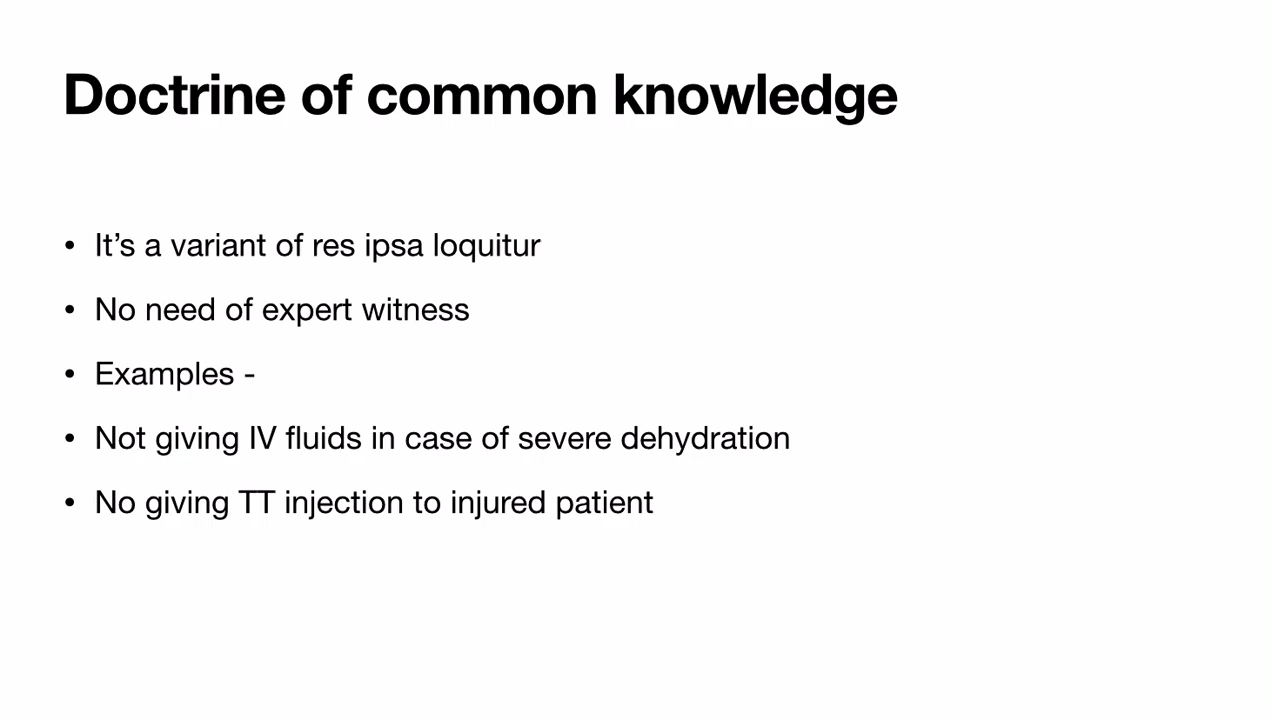 Doctrine of common knowledge
• It’s a variant of res ipsa loquitur
• No need of expert witness
• Examples -
• Not giving IV fluids in case of severe dehydration
• No giving TT injection to injured patient